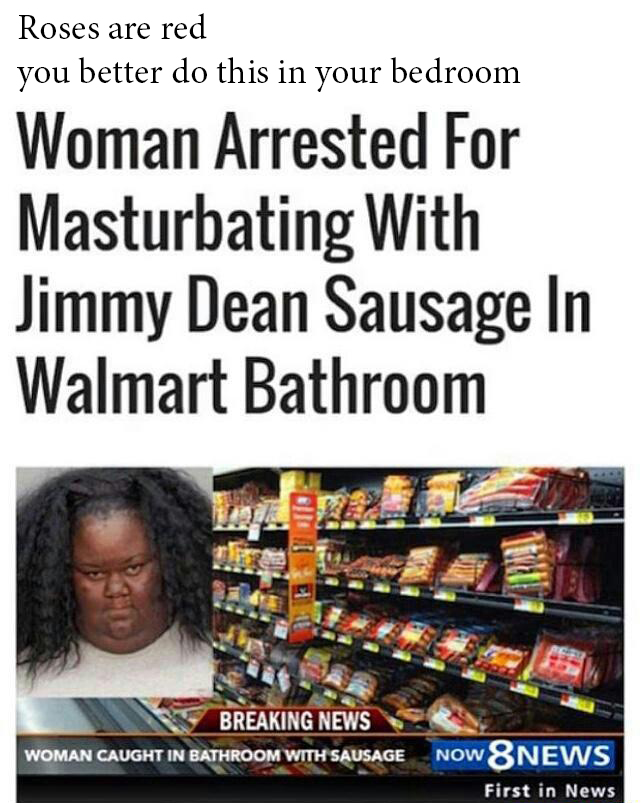 Roses are red
you better do this in your bedroom
Woman Arrested For
Masturbating With
Jimmy Dean Sausage In
Walmart Bathroom
BREAKING NEWS
WOMAN CAUGHT IN BATHROOM WITH SAUSAGE
NOW 8NEWS
First in News